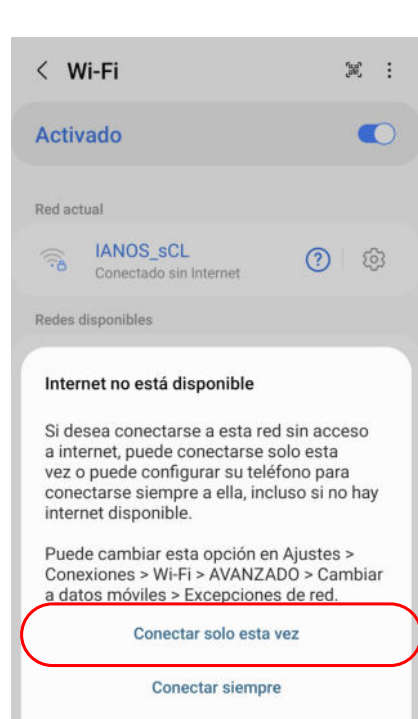 Wi-Fi
Activado
Red actual
IANOS_sCL
Conectado sin Internet
Redes disponibles
Internet no está disponible
Si desea conectarse a esta red sin acceso
a internet, puede conectarse solo esta
vez o puede configurar su teléfono para
conectarse siempre a ella, incluso si no hay
internet disponible.
Puede cambiar esta opción en Ajustes >
Conexiones > Wi-Fi > AVANZADO > Cambiar
a datos móviles > Excepciones de red.
Conectar solo esta vez
Conectar siempre